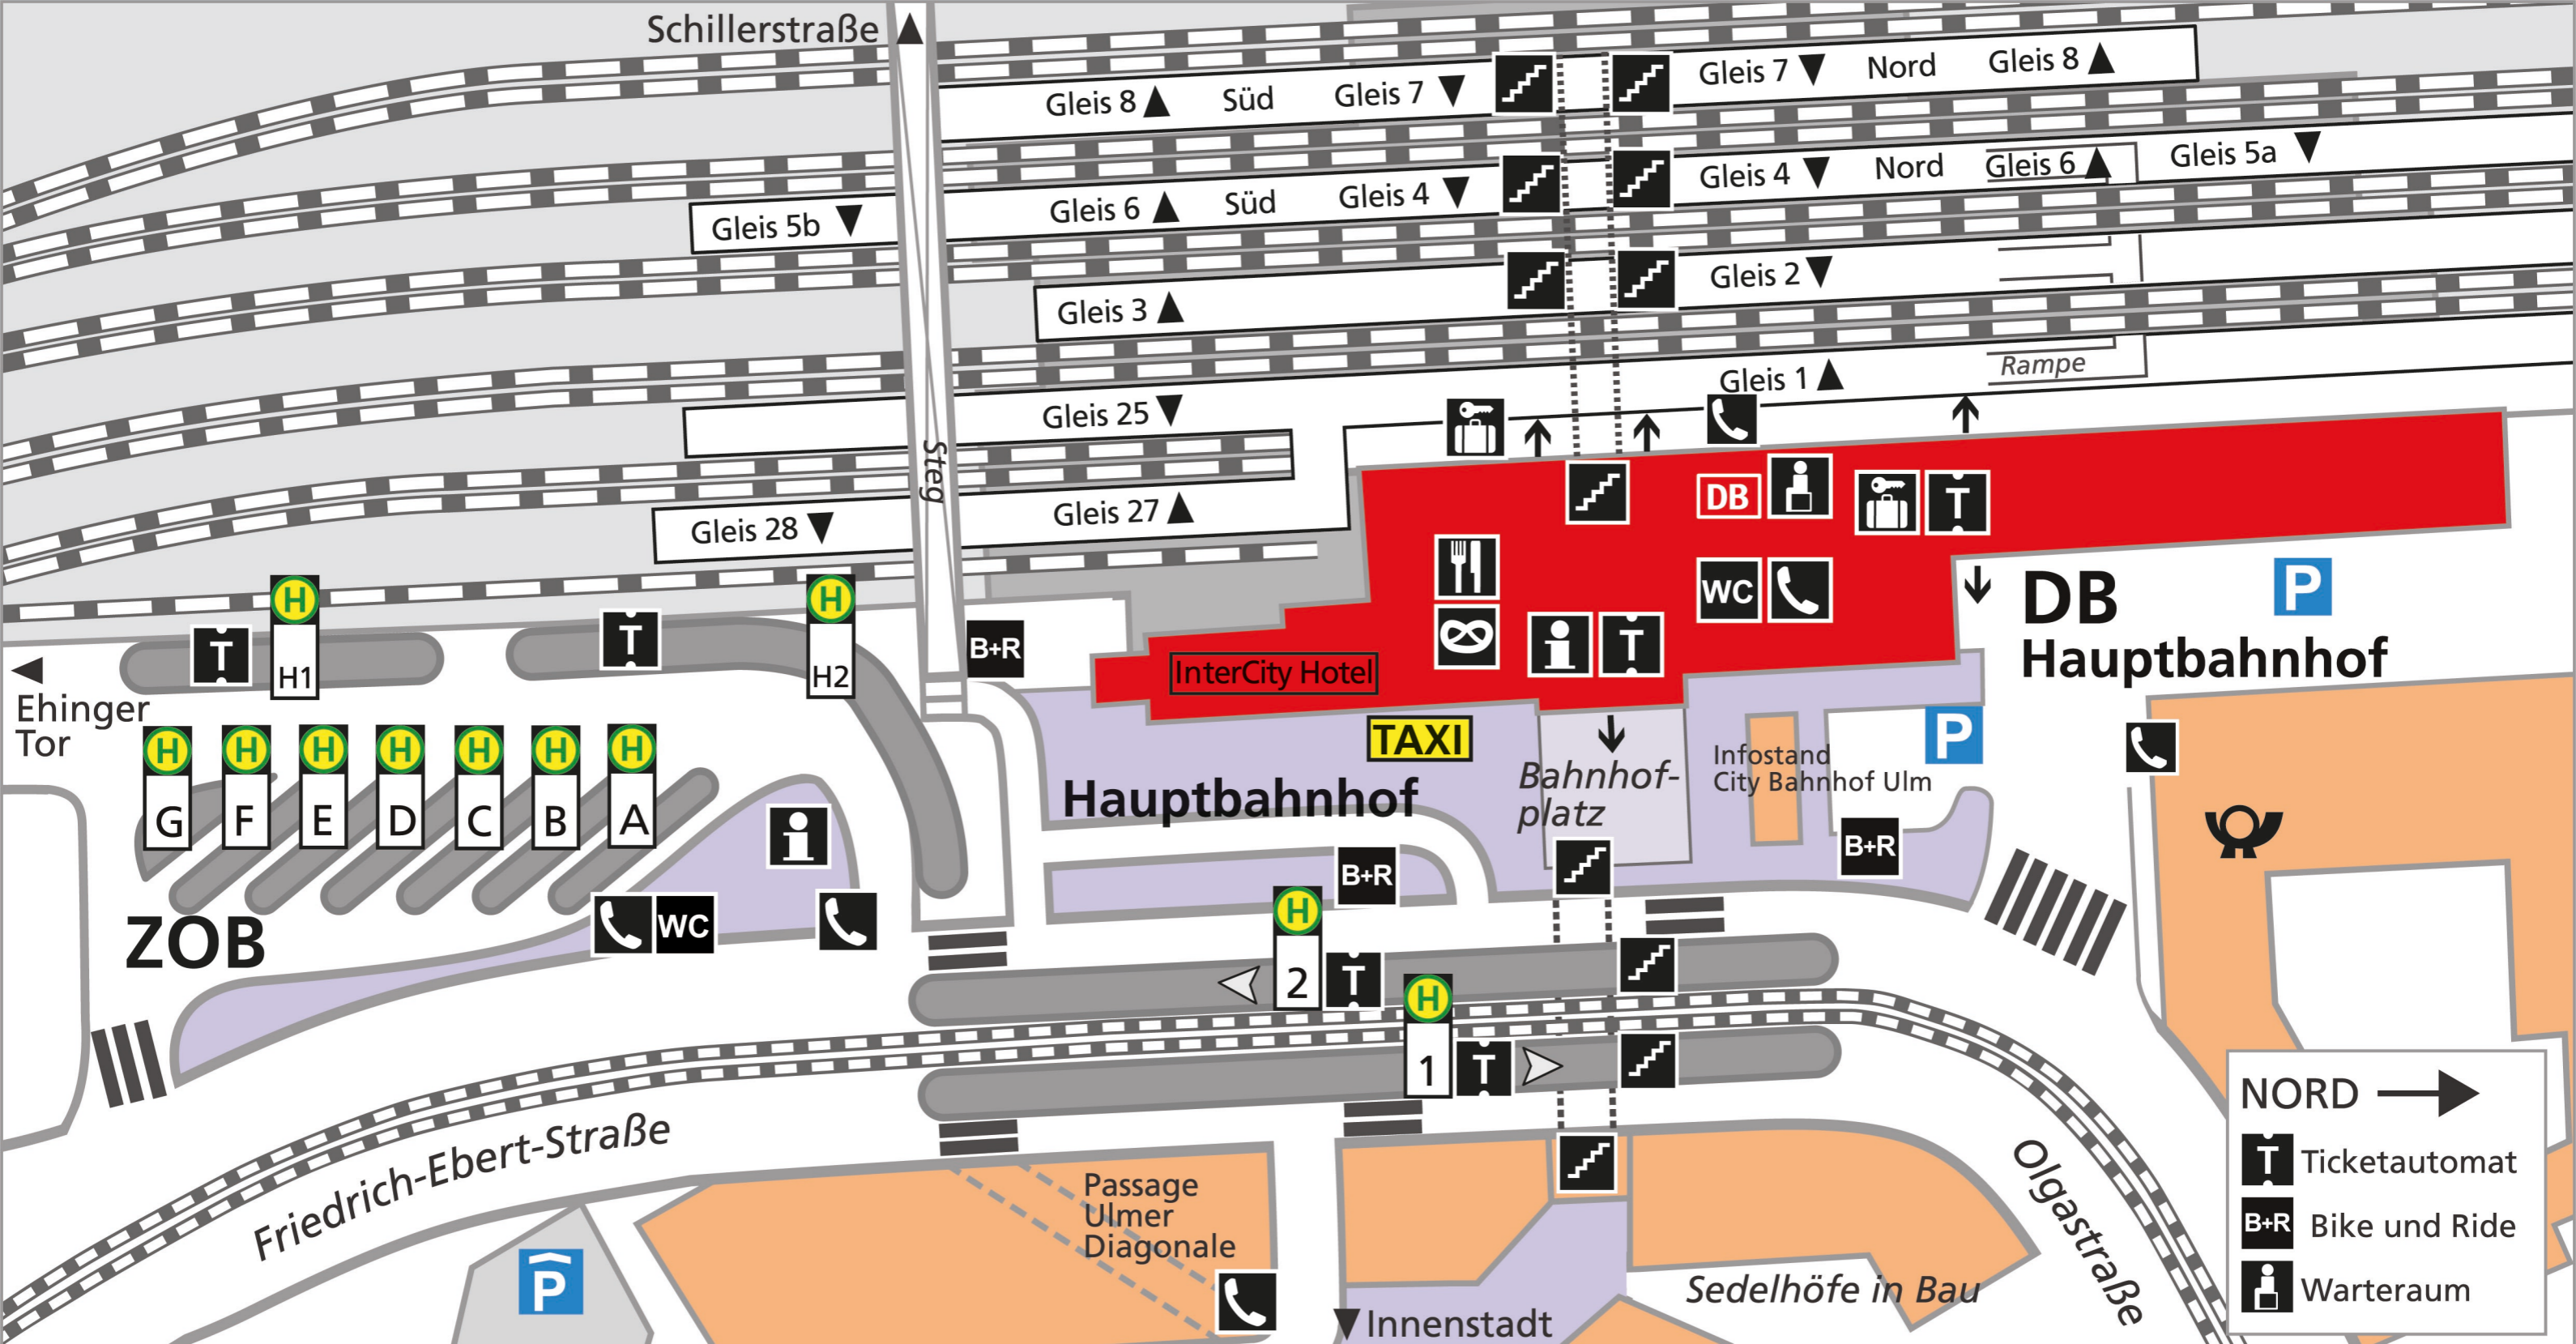 Schillerstraße
Gleis 8 Süd Gleis 7
Gleis 7 Nord Gleis 8
Gleis 5b
Gleis 6 Süd Gleis 4
Gleis 4 Nord Gleis 6 Gleis 5a
Gleis 3
Gleis 2
Gleis 1
Rampe
Gleis 25
Steg
Gleis 28
Gleis 27
DB
T
WC
T
InterCity Hotel
DB
Hauptbahnhof
P
H
H1
T
T
H
H2
B+R
Ehinger
Tor
H H H H H H H
G F E D C B A
ZOB
WC
TAXI
Hauptbahnhof
Bahnhof-
platz
Infostand
City Bahnhof Ulm
P
B+R
B+R
H
2
T
H
1
T
Friedrich-Ebert-Straße
P
Passage
Ulmer
Diagonale
Innenstadt
Sedelhöfe in Bau
Olgastraße
NORD
T Ticketautomat
B+R Bike und Ride
Warteraum